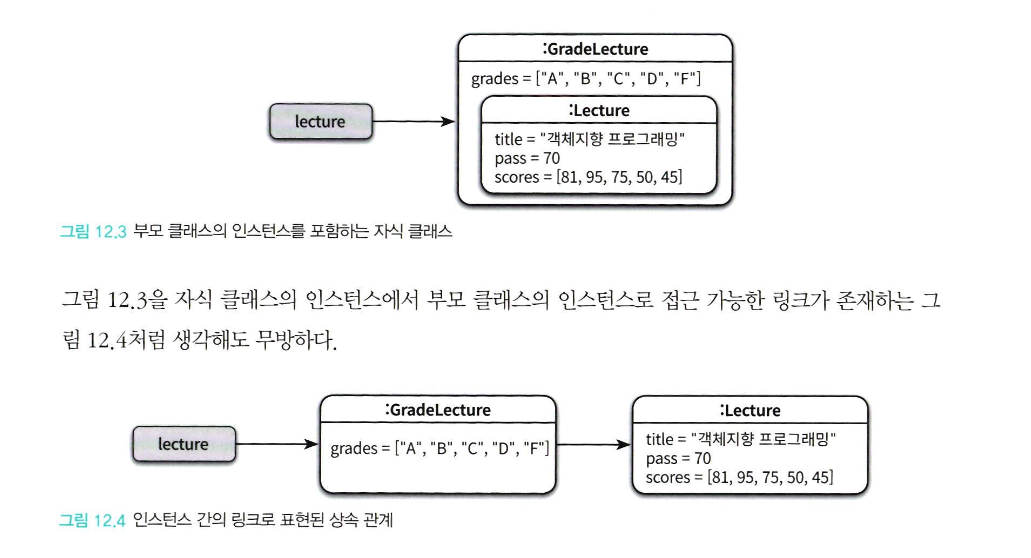 :GradeLecture
grades = ["A", "B", "C", "D", "F"]
lecture
:Lecture
title = "객체지향 프로그래밍"
pass = 70
scores = [81, 95, 75, 50, 45]
그림 12.3 부모 클래스의 인스턴스를 포함하는 자식 클래스
그림 12.3을 자식 클래스의 인스턴스에서 부모 클래스의 인스턴스로 접근 가능한 링크가 존재하는 그
림 12.4처럼 생각해도 무방하다.
lecture
:GradeLecture
grades = ["A", "B", "C", "D", "F"]
:Lecture
title = "객체지향 프로그래밍"
pass = 70
scores = [81, 95, 75, 50, 45]
그림 12.4 인스턴스 간의 링크로 표현된 상속 관계